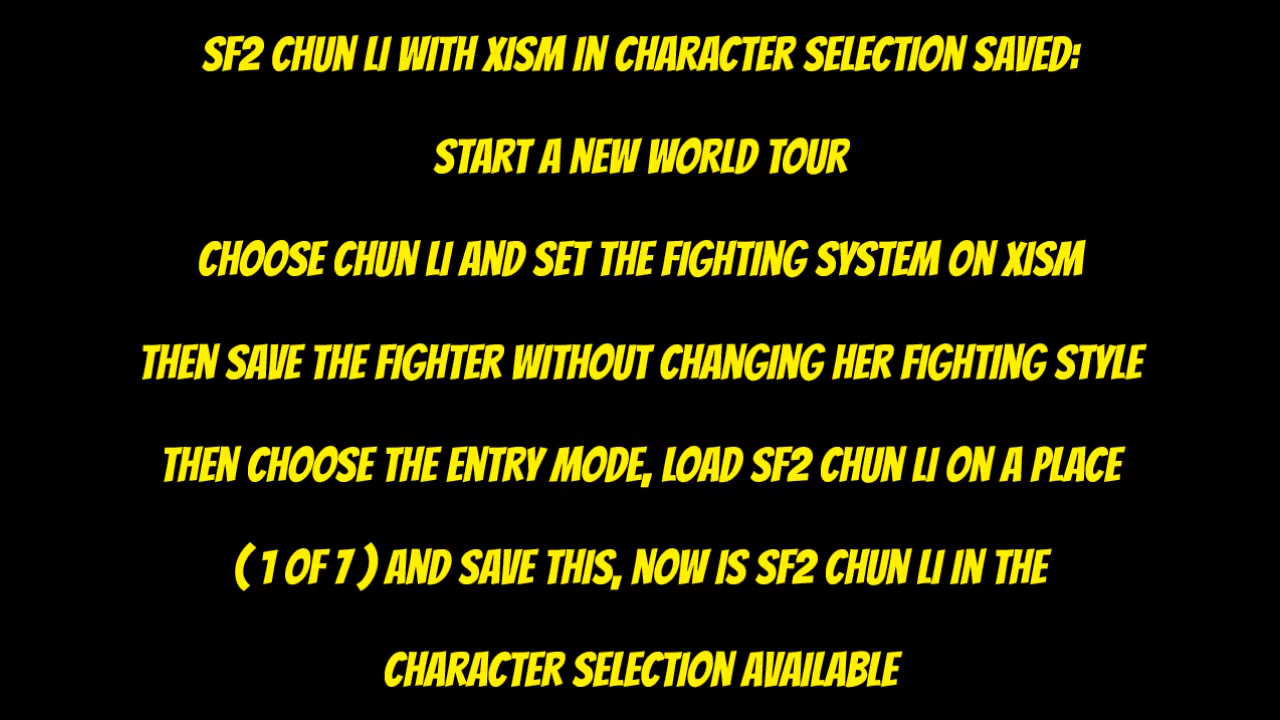 SF2 CHUN LI WITH XISM IN CHARACTER SELECTION SAVED:
START A NEW WORLD TOUR
CHOOSE CHUN LI AND SET THE FIGHTING SYSTEM ON XISM
THEN SAVE THE FIGHTER WITHOUT CHANGING HER FIGHTING STYLE
THEN CHOOSE THE ENTRY MODE, LOAD SF2 CHUN LI ON A PLACE
( 1 OF 7 ) AND SAVE THIS, NOW IS SF2 CHUN LI IN THE
CHARACTER SELECTION AVAILABLE